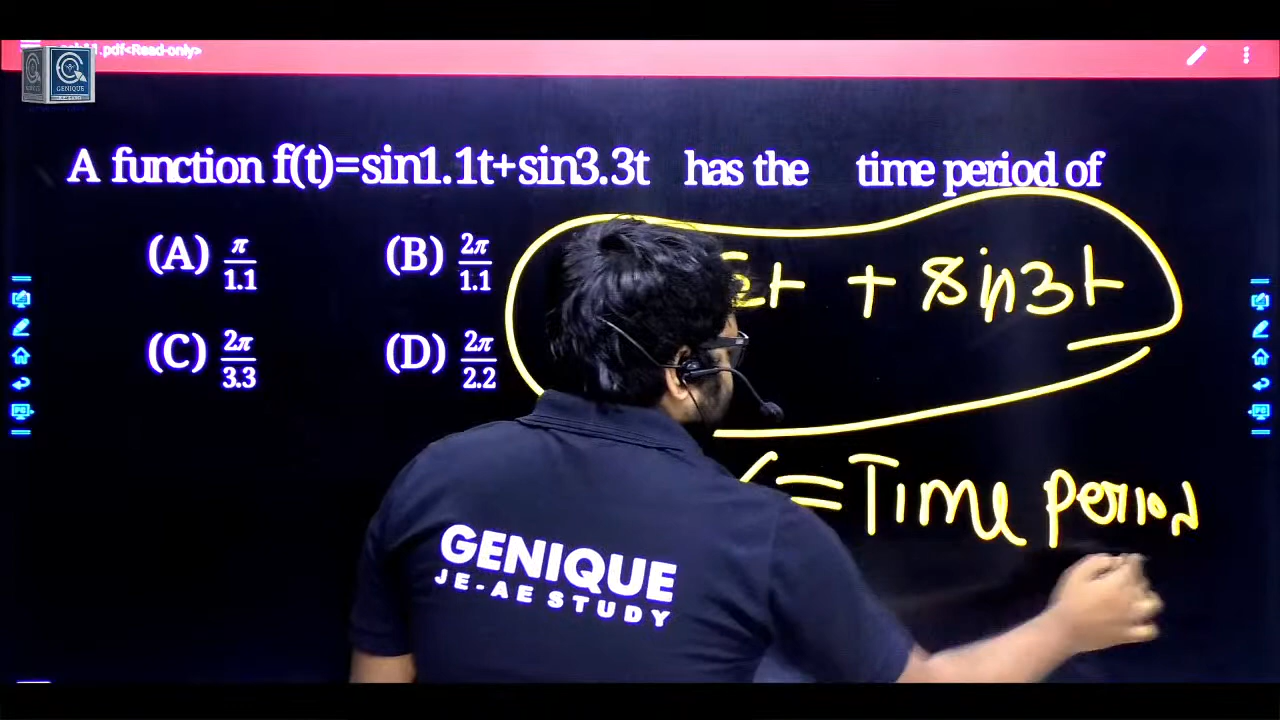 .pdf<Read-only>
GENIQUE
A function f(t)=sin1.1t+sin3.3t has the time period of
(A) π/1.1 (B) 2π/1.1
(C) 2π/3.3 (D) 2π/2.2
t + sin3t
= Time period
GENIQUE
JE-AE STUDY